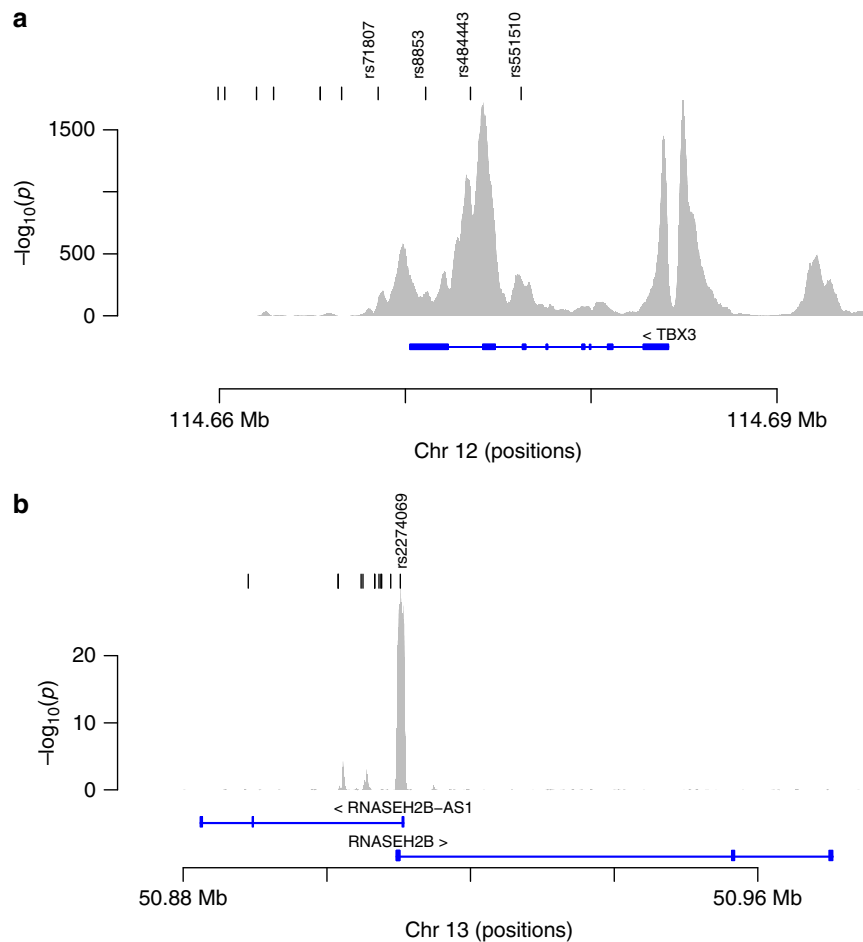 a
rs71807
rs8853
rs484443
rs551510
1500
500
0
–log10(p)
< TBX3
114.66 Mb
114.69 Mb
Chr 12 (positions)
b
rs2274069
20
10
0
–log10(p)
< RNASEH2B–AS1
RNASEH2B >
50.88 Mb
50.96 Mb
Chr 13 (positions)